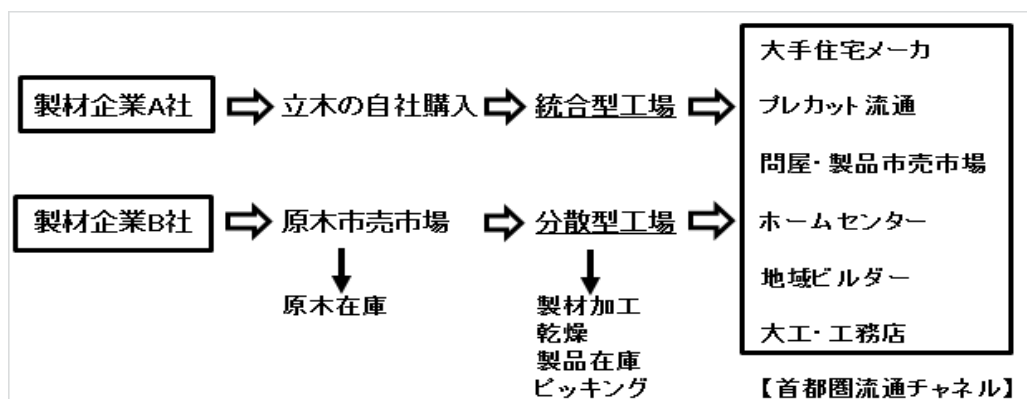 大手住宅メーカ
製材企業A社 立木の自社購入 統合型工場 プレカット流通
問屋・製品市売市場
製材企業B社 原木市売市場 分散型工場 ホームセンター
地域ビルダー
原木在庫 製材加工
乾燥
大工・工務店
製品在庫
ピッキング
【首都圏流通チャネル】